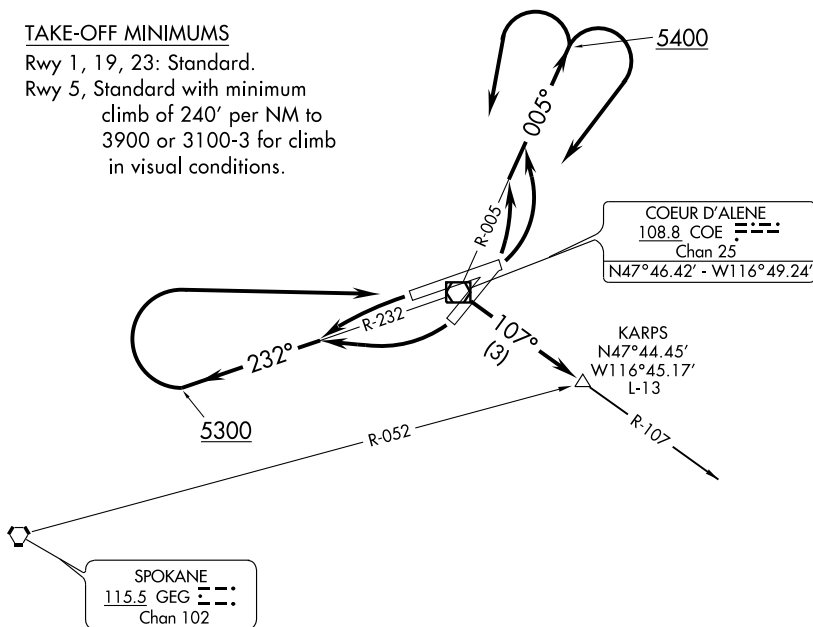 TAKE-OFF MINIMUMS
Rwy 1, 19, 23: Standard.
Rwy 5, Standard with minimum
climb of 240' per NM to
3900 or 3100-3 for climb
in visual conditions.
5400
005°
R-005
COEUR D'ALENE
108.8 COE
Chan 25
N47°46.42' - W116°49.24'
R-232
232°
5300
107°
(3)
KARPS
N47°44.45'
W116°45.17'
L-13
R-107
R-052
SPOKANE
115.5 GEG
Chan 102